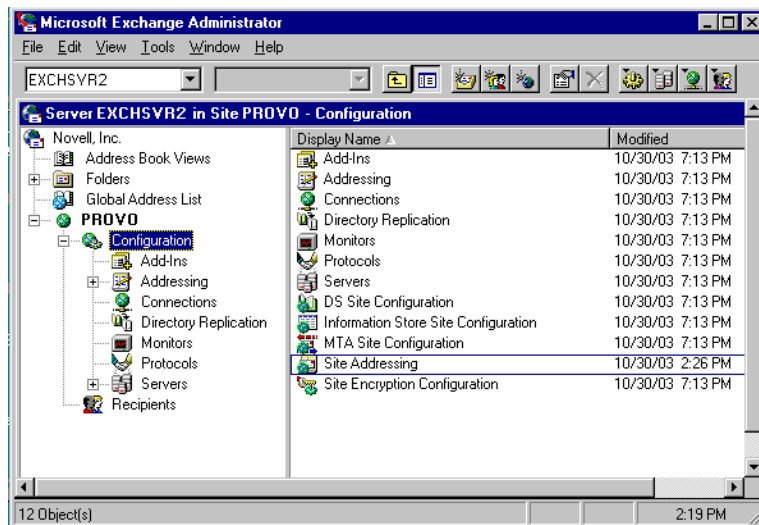 Microsoft Exchange Administrator
File Edit View Tools Window Help
EXCHSVR2
Server EXCHSVR2 in Site PROVO - Configuration
Novell, Inc.
Address Book Views
Folders
Global Address List
PROVO
Configuration
Add-Ins
Addressing
Connections
Directory Replication
Monitors
Protocols
Servers
Recipients
Display Name Modified
Add-Ins 10/30/03 7:13 PM
Addressing 10/30/03 7:13 PM
Connections 10/30/03 7:13 PM
Directory Replication 10/30/03 7:13 PM
Monitors 10/30/03 7:13 PM
Protocols 10/30/03 7:13 PM
Servers 10/30/03 7:13 PM
DS Site Configuration 10/30/03 7:13 PM
Information Store Site Configuration 10/30/03 7:13 PM
MTA Site Configuration 10/30/03 7:13 PM
Site Addressing 10/30/03 2:26 PM
Site Encryption Configuration 10/30/03 7:13 PM
12 Object(s) 2:19 PM